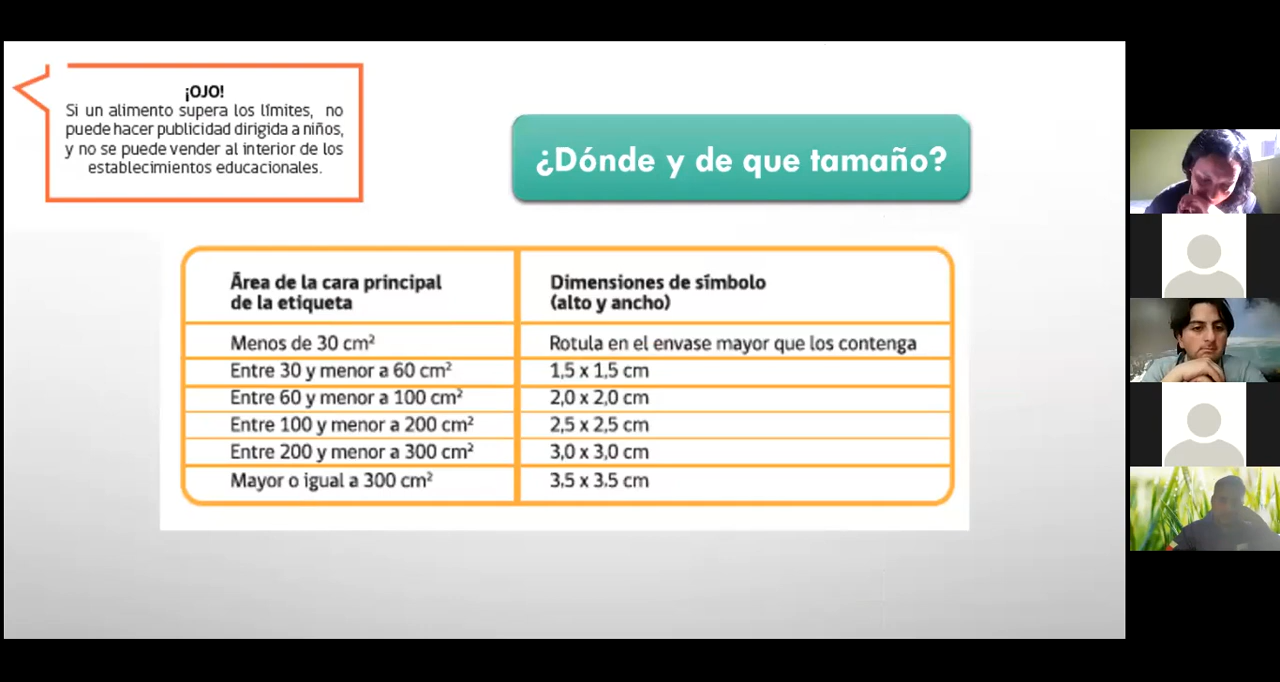 ¡OJO!
Si un alimento supera los límites, no
puede hacer publicidad dirigida a niños,
y no se puede vender al interior de los
establecimientos educacionales.
¿Dónde y de que tamaño?
Área de la cara principal
de la etiqueta
Dimensiones de símbolo
(alto y ancho)
Menos de 30 cm² Rotula en el envase mayor que los contenga
Entre 30 y menor a 60 cm² 1,5 x 1,5 cm
Entre 60 y menor a 100 cm² 2,0 x 2,0 cm
Entre 100 y menor a 200 cm² 2,5 x 2,5 cm
Entre 200 y menor a 300 cm² 3,0 x 3,0 cm
Mayor o igual a 300 cm² 3,5 x 3,5 cm